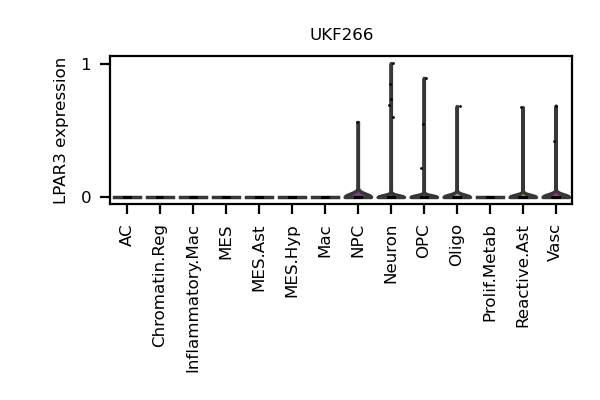 UKF266
LPAR3 expression
1
0
AC
Chromatin.Reg
Inflammatory.Mac
MES
MES.Ast
MES.Hyp
Mac
NPC
Neuron
OPC
Oligo
Prolif.Metab
Reactive.Ast
Vasc